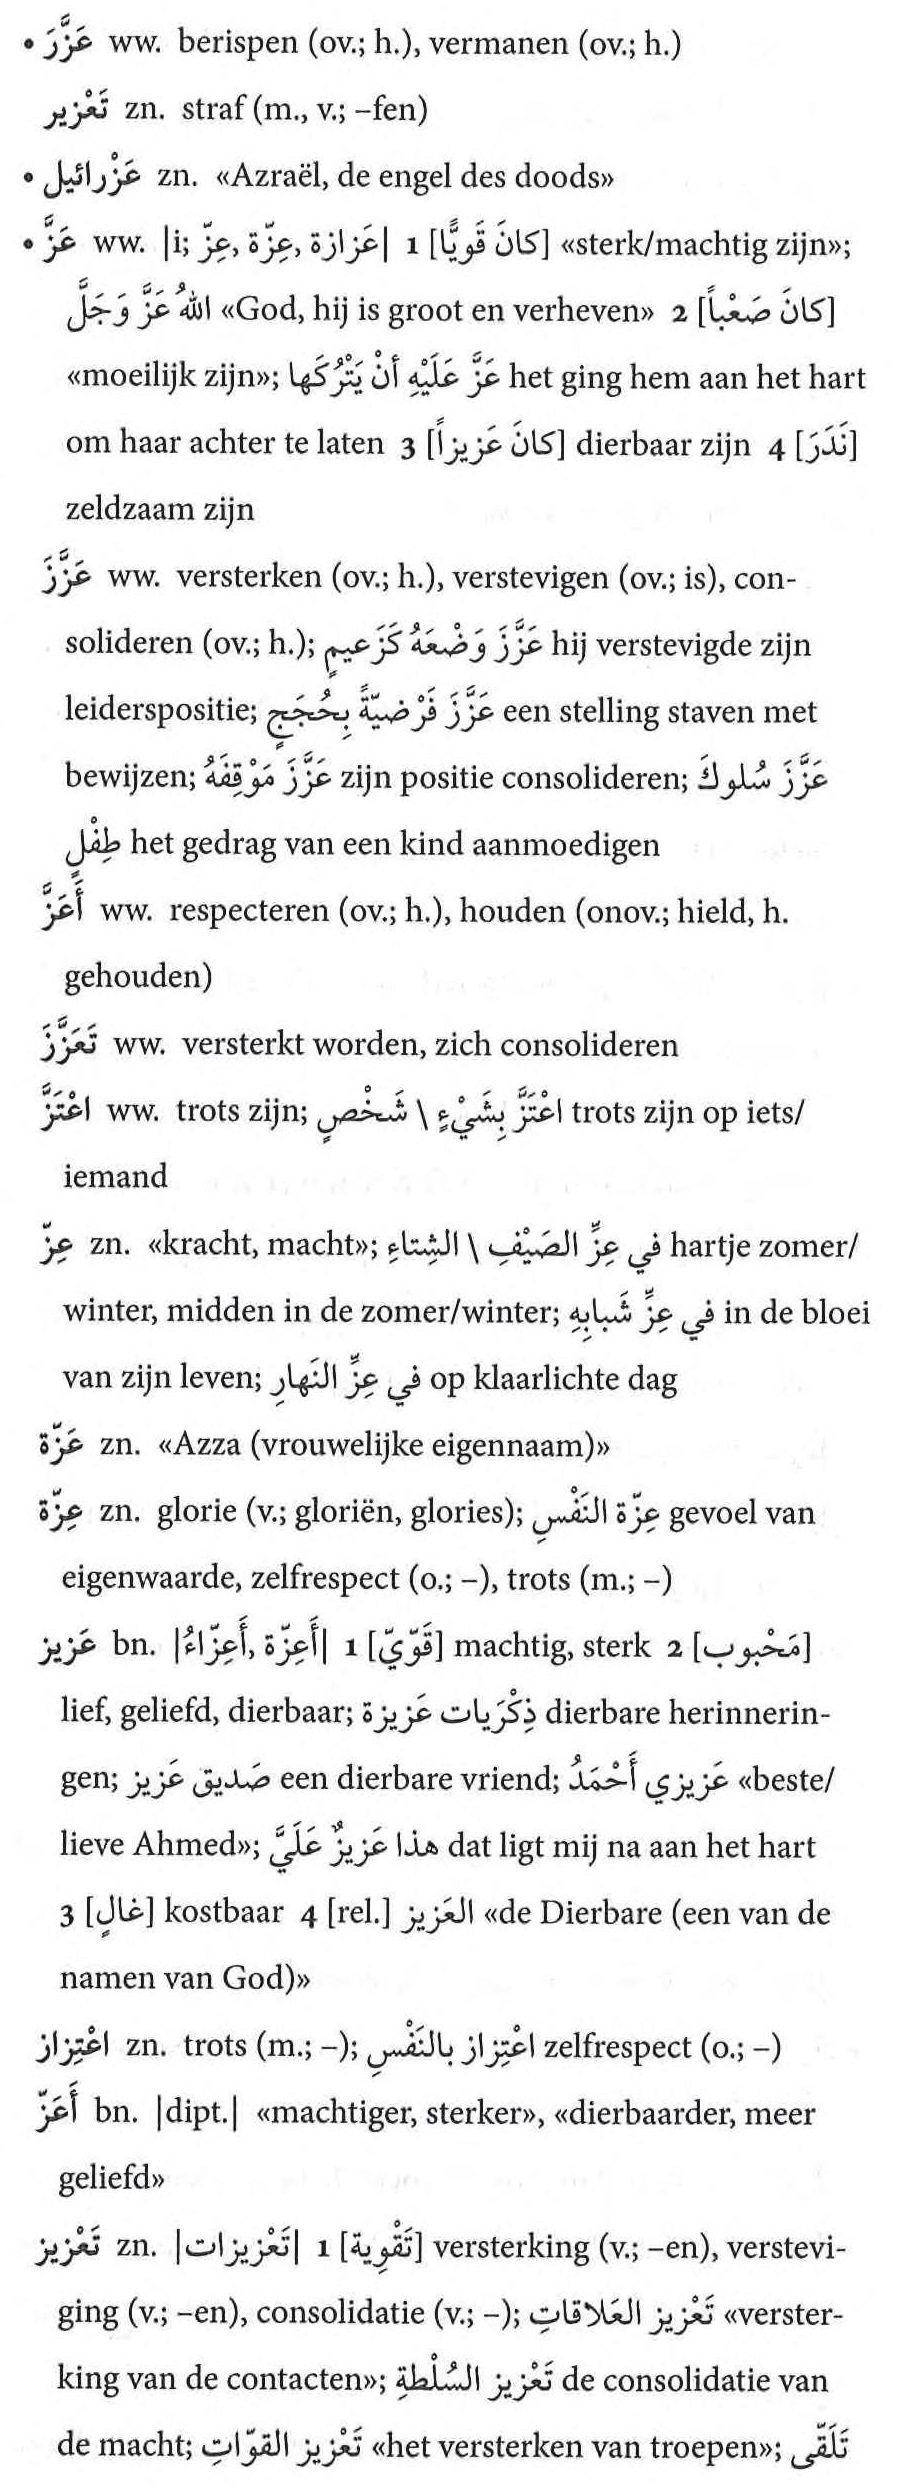 • عَزَّرَ ww. berispen (ov.; h.), vermanen (ov.; h.)
تَعْزير zn. straf (m., v.; –fen)
• عَزْرائيل zn. «Azraël, de engel des doods»
• عَزَّ ww. |i; عَزازة, عِزّة, عِزّ| 1 [كانَ قَويًّا] «sterk/machtig zijn»;
اللهُ عَزَّ وَجَلَّ «God, hij is groot en verheven» 2 [كانَ صَعْباً]
«moeilijk zijn»; عَزَّ عَلَيْهِ أنْ يَتْرُكَها het ging hem aan het hart
om haar achter te laten 3 [كانَ عَزيزاً] dierbaar zijn 4 [نَدَرَ]
zeldzaam zijn
عَزَّزَ ww. versterken (ov.; h.), verstevigen (ov.; is), con-
solideren (ov.; h.); عَزَّزَ وَضْعَهُ كَزَعيمٍ hij verstevigde zijn
leiderspositie; عَزَّزَ فَرْضيّةً بِحُجَجٍ een stelling staven met
bewijzen; عَزَّزَ مَوْقِفَهُ zijn positie consolideren; عَزَّزَ سُلوكَ
طِفْلٍ het gedrag van een kind aanmoedigen
أَعَزَّ ww. respecteren (ov.; h.), houden (onov.; hield, h.
gehouden)
تَعَزَّزَ ww. versterkt worden, zich consolideren
اعْتَزَّ ww. trots zijn; اعْتَزَّ بِشَيْءٍ \ شَخْصٍ trots zijn op iets/
iemand
عِزّ zn. «kracht, macht»; في عِزِّ الصَيْفِ \ الشِتاءِ hartje zomer/
winter, midden in de zomer/winter; في عِزِّ شَبابِهِ in de bloei
van zijn leven; في عِزِّ النَهارِ op klaarlichte dag
عَزّة zn. «Azza (vrouwelijke eigennaam)»
عِزّة zn. glorie (v.; gloriën, glories); عِزّة النَفْسِ gevoel van
eigenwaarde, zelfrespect (o.; –), trots (m.; –)
عَزيز bn. |أَعِزّة, أَعِزّاءُ| 1 [قَوّيّ] machtig, sterk 2 [مَحْبوب]
lief, geliefd, dierbaar; ذِكْرَيات عَزيزة dierbare herinnerin-
gen; صَديق عَزيز een dierbare vriend; عَزيزي أَحْمَدُ «beste/
lieve Ahmed»; هذا عَزيزٌ عَلَيَّ dat ligt mij na aan het hart
3 [غالٍ] kostbaar 4 [rel.] العَزيز «de Dierbare (een van de
namen van God)»
اعْتِزاز zn. trots (m.; –); اعْتِزاز بالنَفْسِ zelfrespect (o.; –)
أَعَزّ bn. |dipt.| «machtiger, sterker», «dierbaarder, meer
geliefd»
تَعْزيز zn. |تَعْزيزات| 1 [تَقْوِية] versterking (v.; –en), verstevi-
ging (v.; –en), consolidatie (v.; –); تَعْزيز العَلاقاتِ «verster-
king van de contacten»; تَعْزيز السُلْطةِ de consolidatie van
de macht; تَعْزيز القوّاتِ «het versterken van troepen»; تَلَقّى